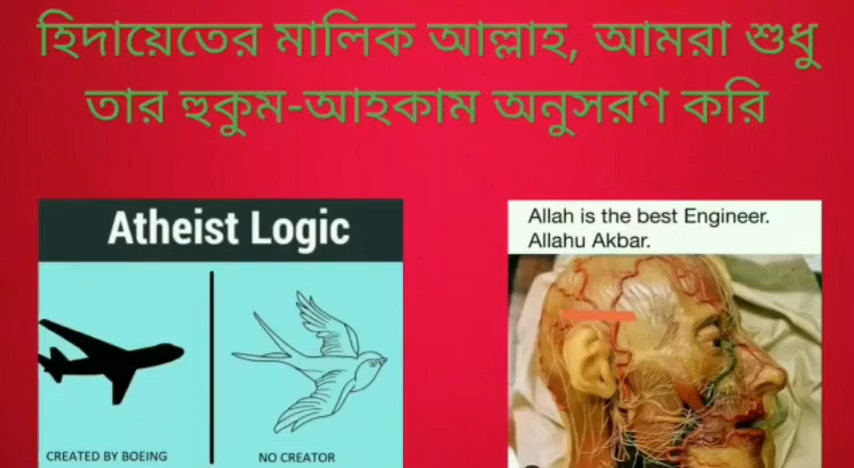 হিদায়েতের মালিক আল্লাহ, আমরা শুধু
তার হুকুম-আহকাম অনুসরণ করি
Atheist Logic
CREATED BY BOEING
NO CREATOR
Allah is the best Engineer.
Allahu Akbar.